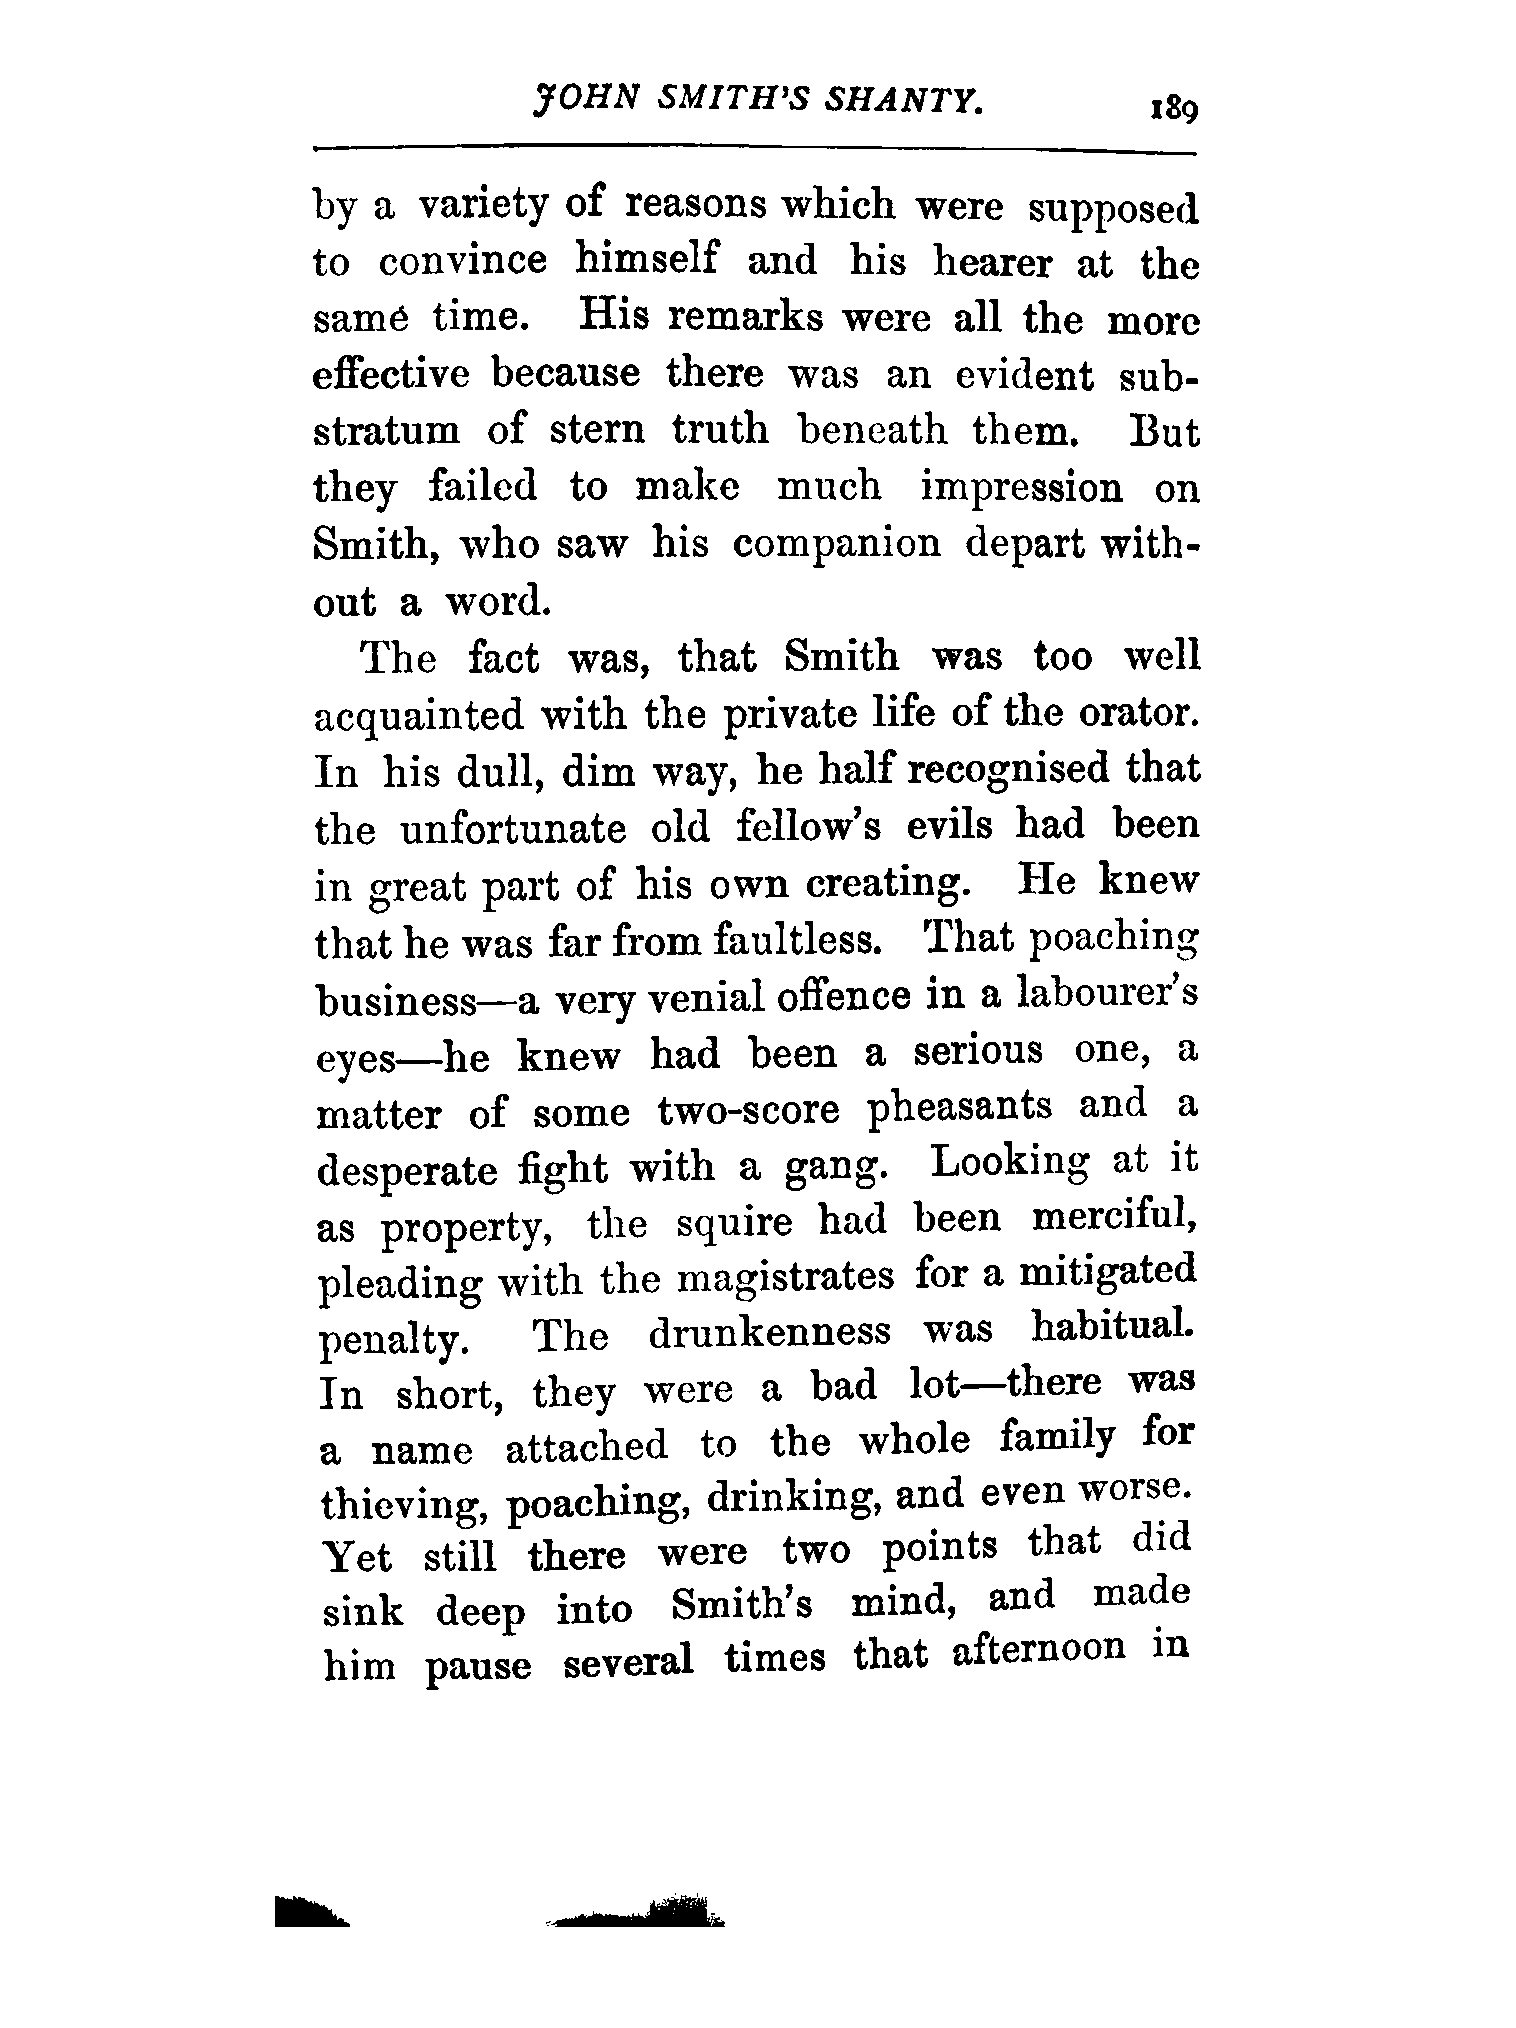 JOHN SMITH'S SHANTY. 189
by a variety of reasons which were supposed
to convince himself and his hearer at the
same time. His remarks were all the more
effective because there was an evident sub-
stratum of stern truth beneath them. But
they failed to make much impression on
Smith, who saw his companion depart with-
out a word.
The fact was, that Smith was too well
acquainted with the private life of the orator.
In his dull, dim way, he half recognised that
the unfortunate old fellow's evils had been
in great part of his own creating. He knew
that he was far from faultless. That poaching
business—a very venial offence in a labourer's
eyes—he knew had been a serious one, a
matter of some two-score pheasants and a
desperate fight with a gang. Looking at it
as property, the squire had been merciful,
pleading with the magistrates for a mitigated
penalty. The drunkenness was habitual.
In short, they were a bad lot—there was
a name attached to the whole family for
thieving, poaching, drinking, and even worse.
Yet still there were two points that did
sink deep into Smith's mind, and made
him pause several times that afternoon in